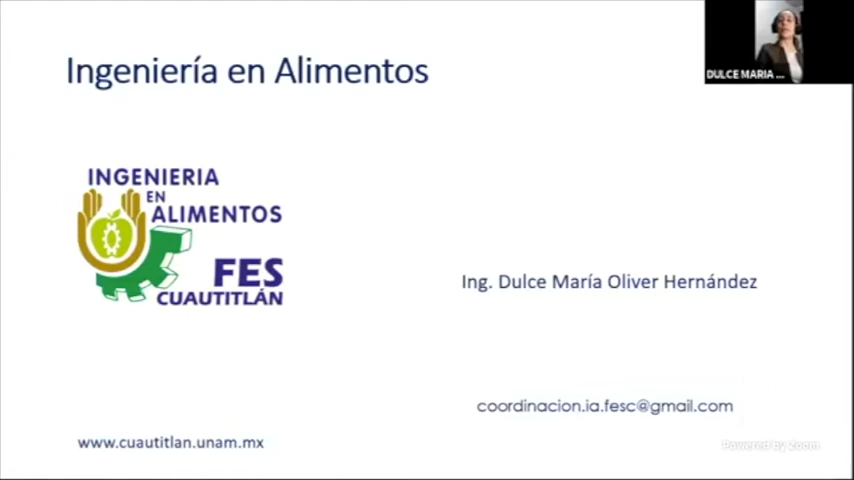 DULCE MARIA ...
Ingeniería en Alimentos
INGENIERIA
EN
ALIMENTOS
FES
CUAUTITLÁN
Ing. Dulce María Oliver Hernández
coordinacion.ia.fesc@gmail.com
www.cuautitlan.unam.mx
Powered by Zoom